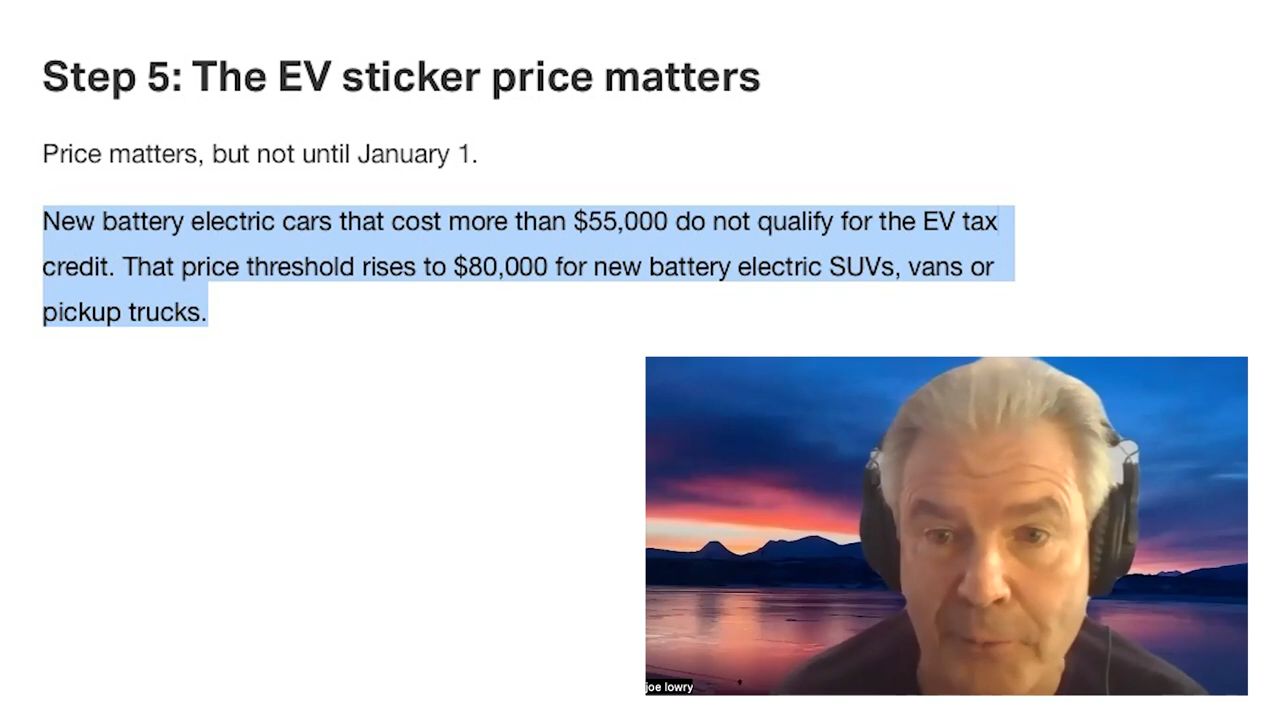 Step 5: The EV sticker price matters
Price matters, but not until January 1.
New battery electric cars that cost more than $55,000 do not qualify for the EV tax
credit. That price threshold rises to $80,000 for new battery electric SUVs, vans or
pickup trucks.
joe lowry